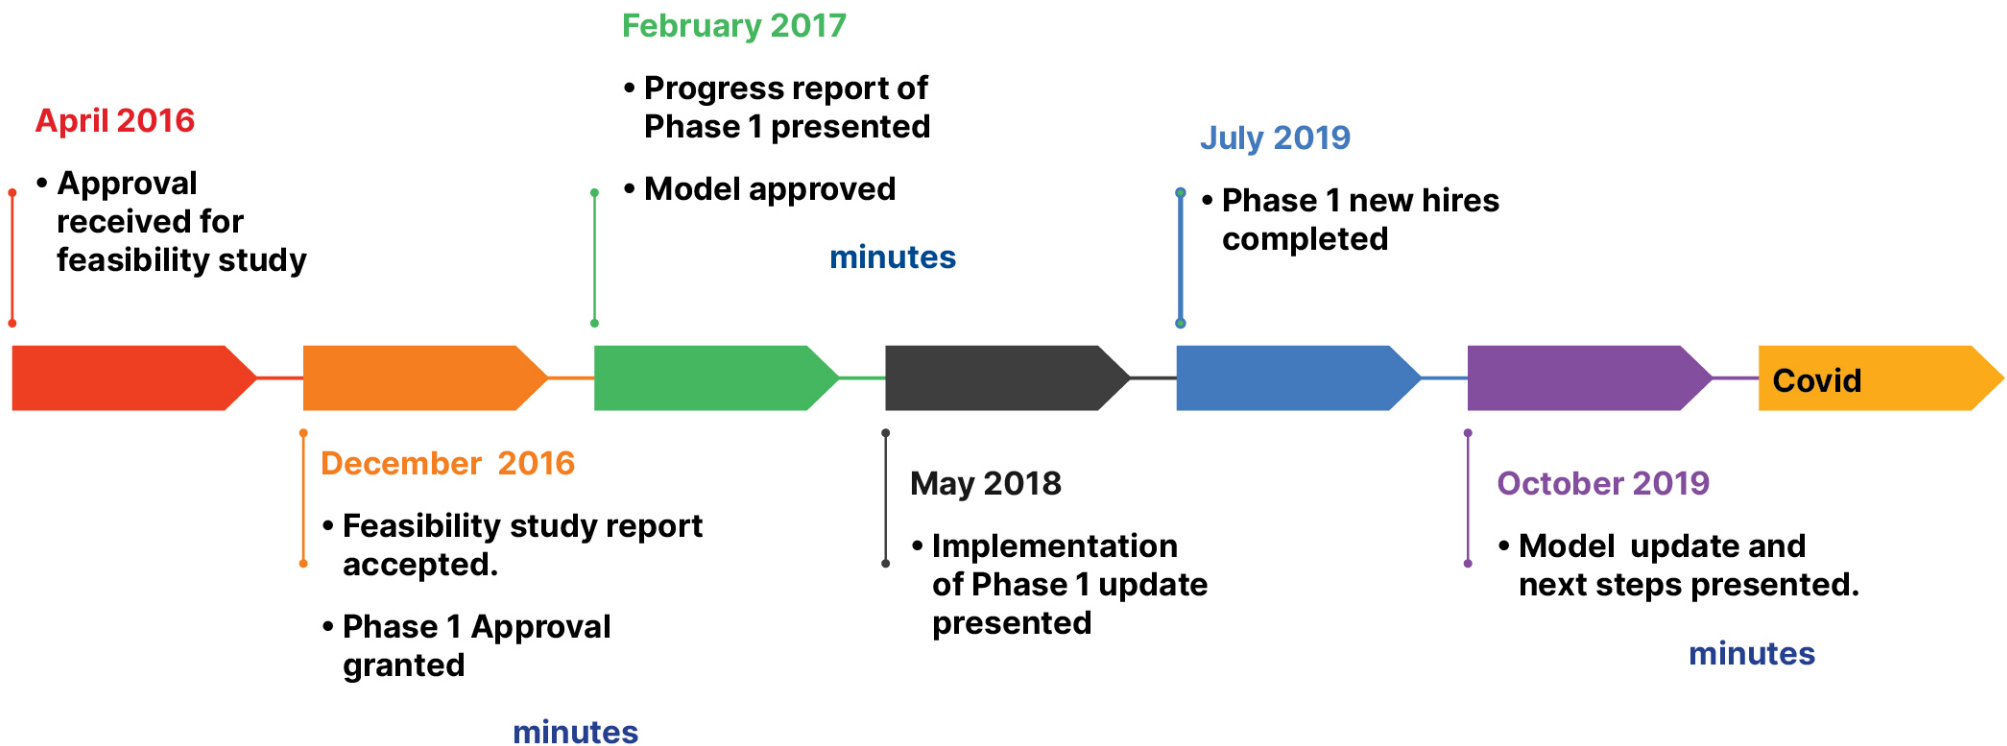 April 2016
• Approval
received for
feasibility study
December  2016
• Feasibility study report
accepted.
• Phase 1 Approval
granted
minutes
February 2017
• Progress report of
Phase 1 presented
• Model approved
minutes
May 2018
• Implementation
of Phase 1 update
presented
July 2019
• Phase 1 new hires
completed
October 2019
• Model  update and
next steps presented.
minutes
Covid